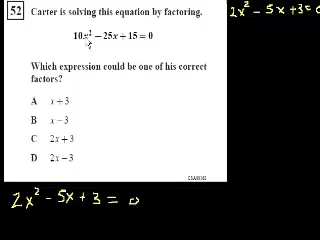 52 Carter is solving this equation by factoring.
10x² − 25x + 15 = 0
Which expression could be one of his correct
factors?
A x + 3
B x − 3
C 2x + 3
D 2x − 3
2x² − 5x + 3 = 0
2x² − 5x + 3 = 0